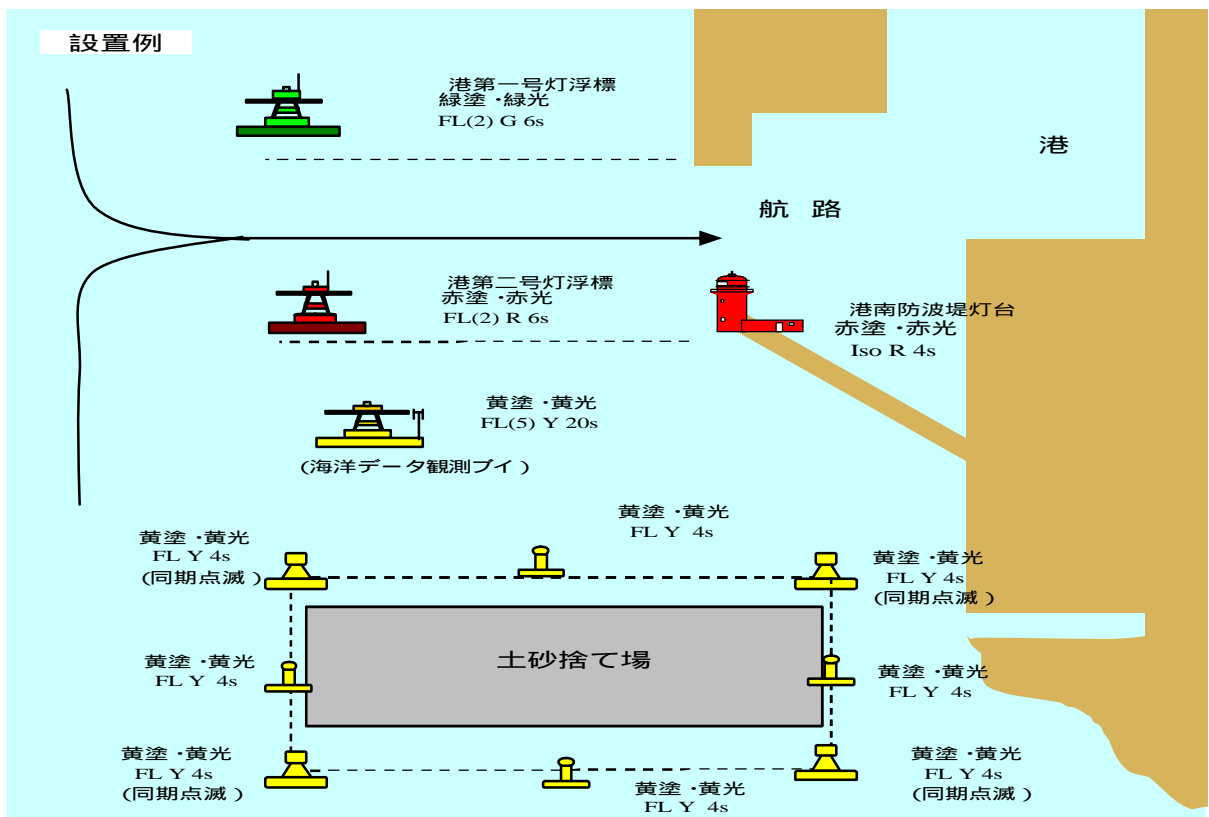 設置例
港第一号灯浮標
緑塗・緑光
FL(2) G 6s
港
航 路
港第二号灯浮標
赤塗・赤光
FL(2) R 6s
港南防波堤灯台
赤塗・赤光
Iso R 4s
黄塗・黄光
FL(5) Y 20s
(海洋データ観測ブイ)
黄塗・黄光
FL Y 4s
黄塗・黄光
FL Y 4s
(同期点滅)
黄塗・黄光
FL Y 4s
(同期点滅)
土砂捨て場
黄塗・黄光
FL Y 4s
黄塗・黄光
FL Y 4s
黄塗・黄光
FL Y 4s
(同期点滅)
黄塗・黄光
FL Y 4s
黄塗・黄光
FL Y 4s
(同期点滅)